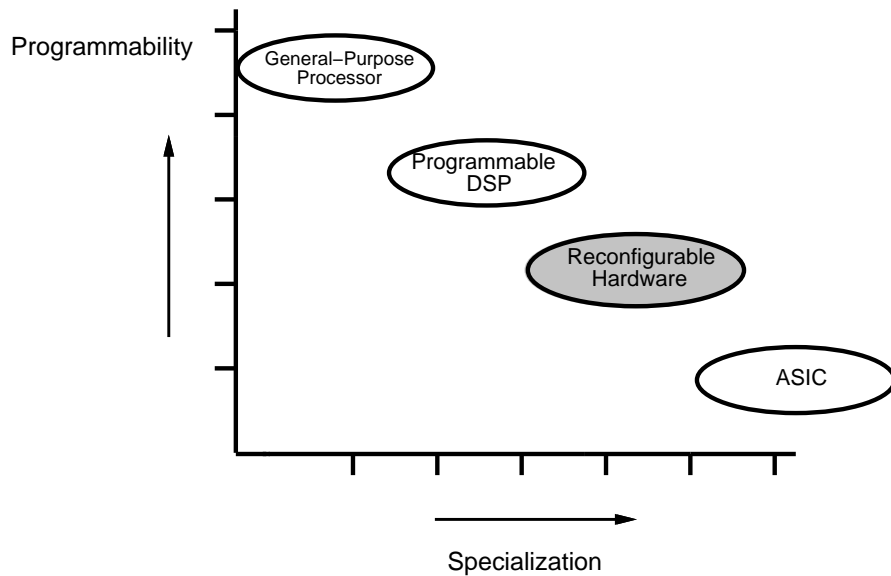 Programmability
General−Purpose
Processor
Programmable
DSP
Reconfigurable
Hardware
ASIC
Specialization